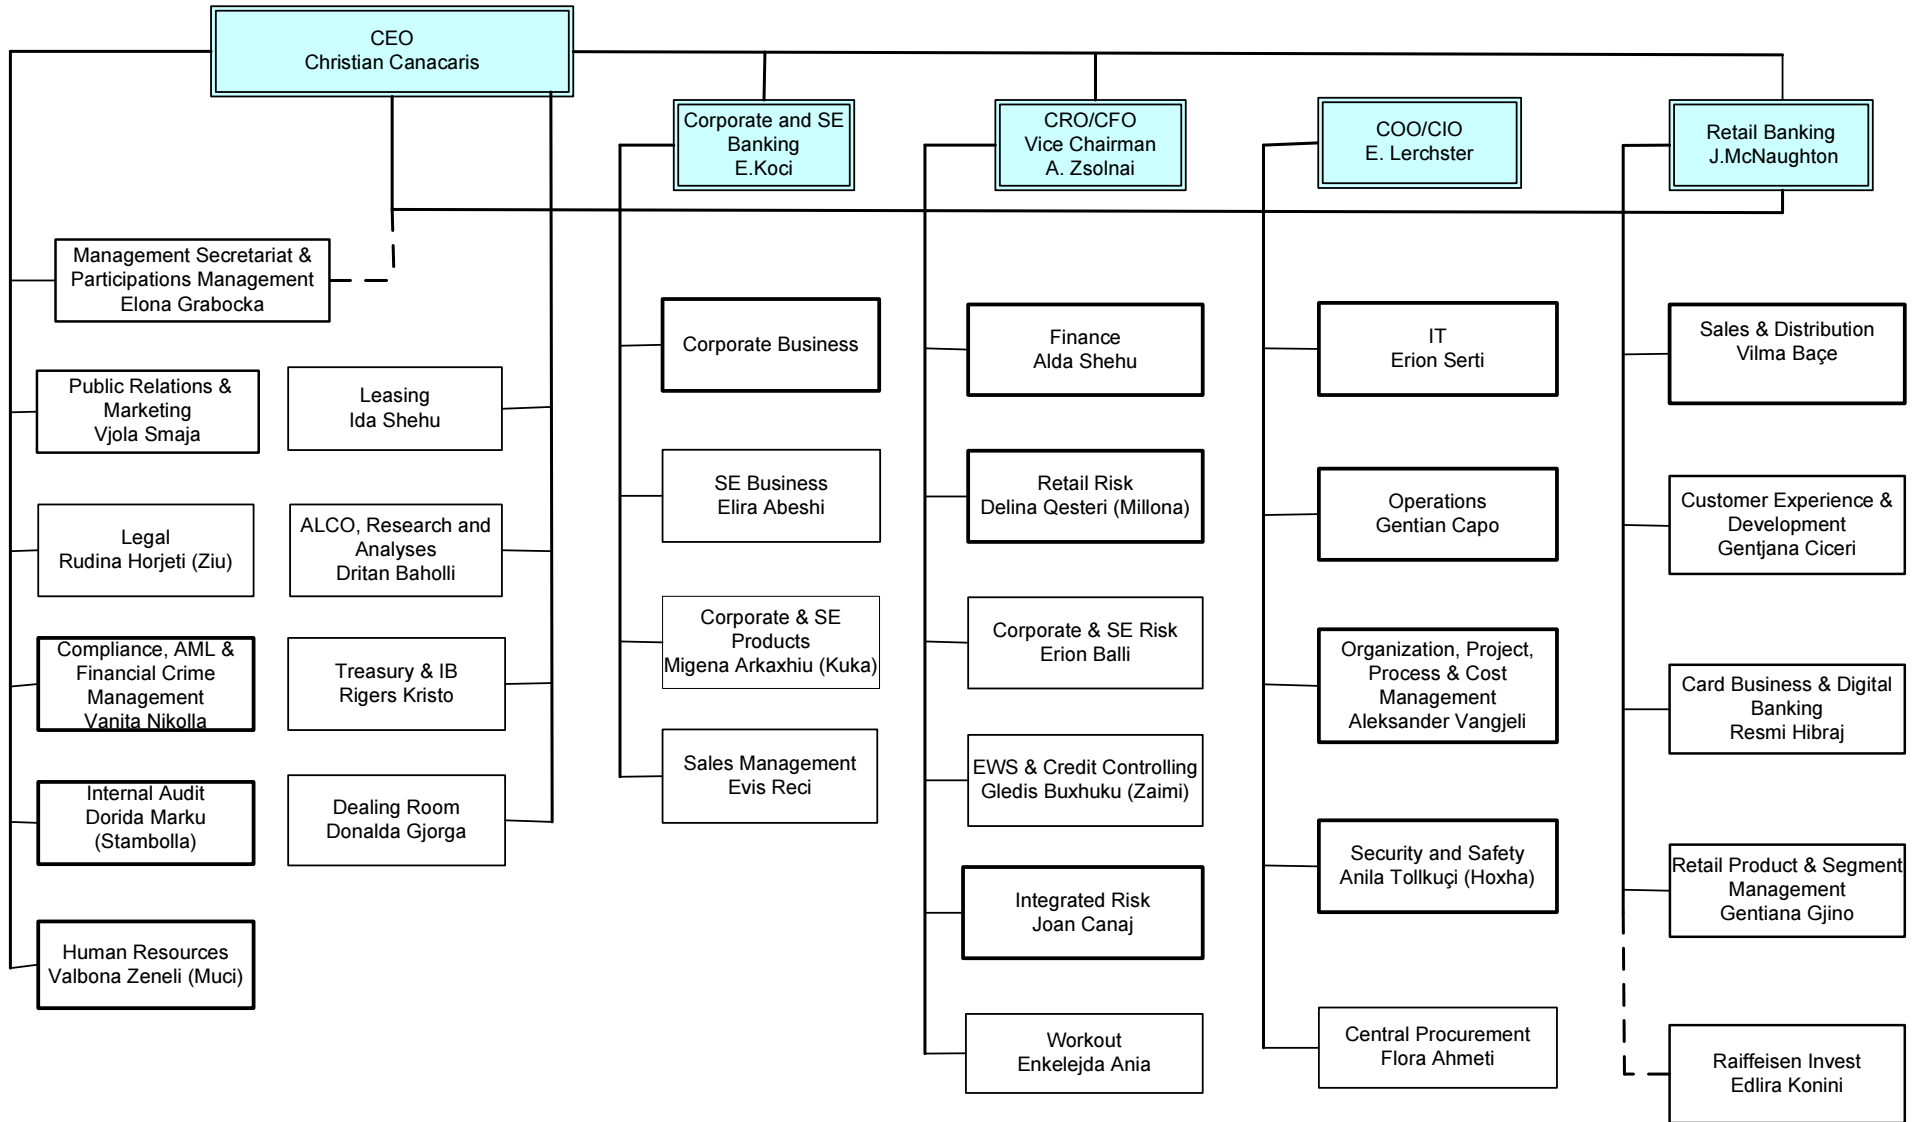 CEO
Christian Canacaris
Corporate and SE
Banking
E.Koci
CRO/CFO
Vice Chairman
A. Zsolnai
COO/CIO
E. Lerchster
Retail Banking
J.McNaughton
Management Secretariat &
Participations Management
Elona Grabocka
Public Relations &
Marketing
Vjola Smaja
Legal
Rudina Horjeti (Ziu)
Compliance, AML &
Financial Crime
Management
Vanita Nikolla
Internal Audit
Dorida Marku
(Stambolla)
Human Resources
Valbona Zeneli (Muci)
Leasing
Ida Shehu
ALCO, Research and
Analyses
Dritan Baholli
Treasury & IB
Rigers Kristo
Dealing Room
Donalda Gjorga
Corporate Business
SE Business
Elira Abeshi
Corporate & SE
Products
Migena Arkaxhiu (Kuka)
Sales Management
Evis Reci
Finance
Alda Shehu
Retail Risk
Delina Qesteri (Millona)
Corporate & SE Risk
Erion Balli
EWS & Credit Controlling
Gledis Buxhuku (Zaimi)
Integrated Risk
Joan Canaj
Workout
Enkelejda Ania
IT
Erion Serti
Operations
Gentian Capo
Organization, Project,
Process & Cost
Management
Aleksander Vangjeli
Security and Safety
Anila Tollkuçi (Hoxha)
Central Procurement
Flora Ahmeti
Sales & Distribution
Vilma Baçe
Customer Experience &
Development
Gentjana Ciceri
Card Business & Digital
Banking
Resmi Hibraj
Retail Product & Segment
Management
Gentiana Gjino
Raiffeisen Invest
Edlira Konini